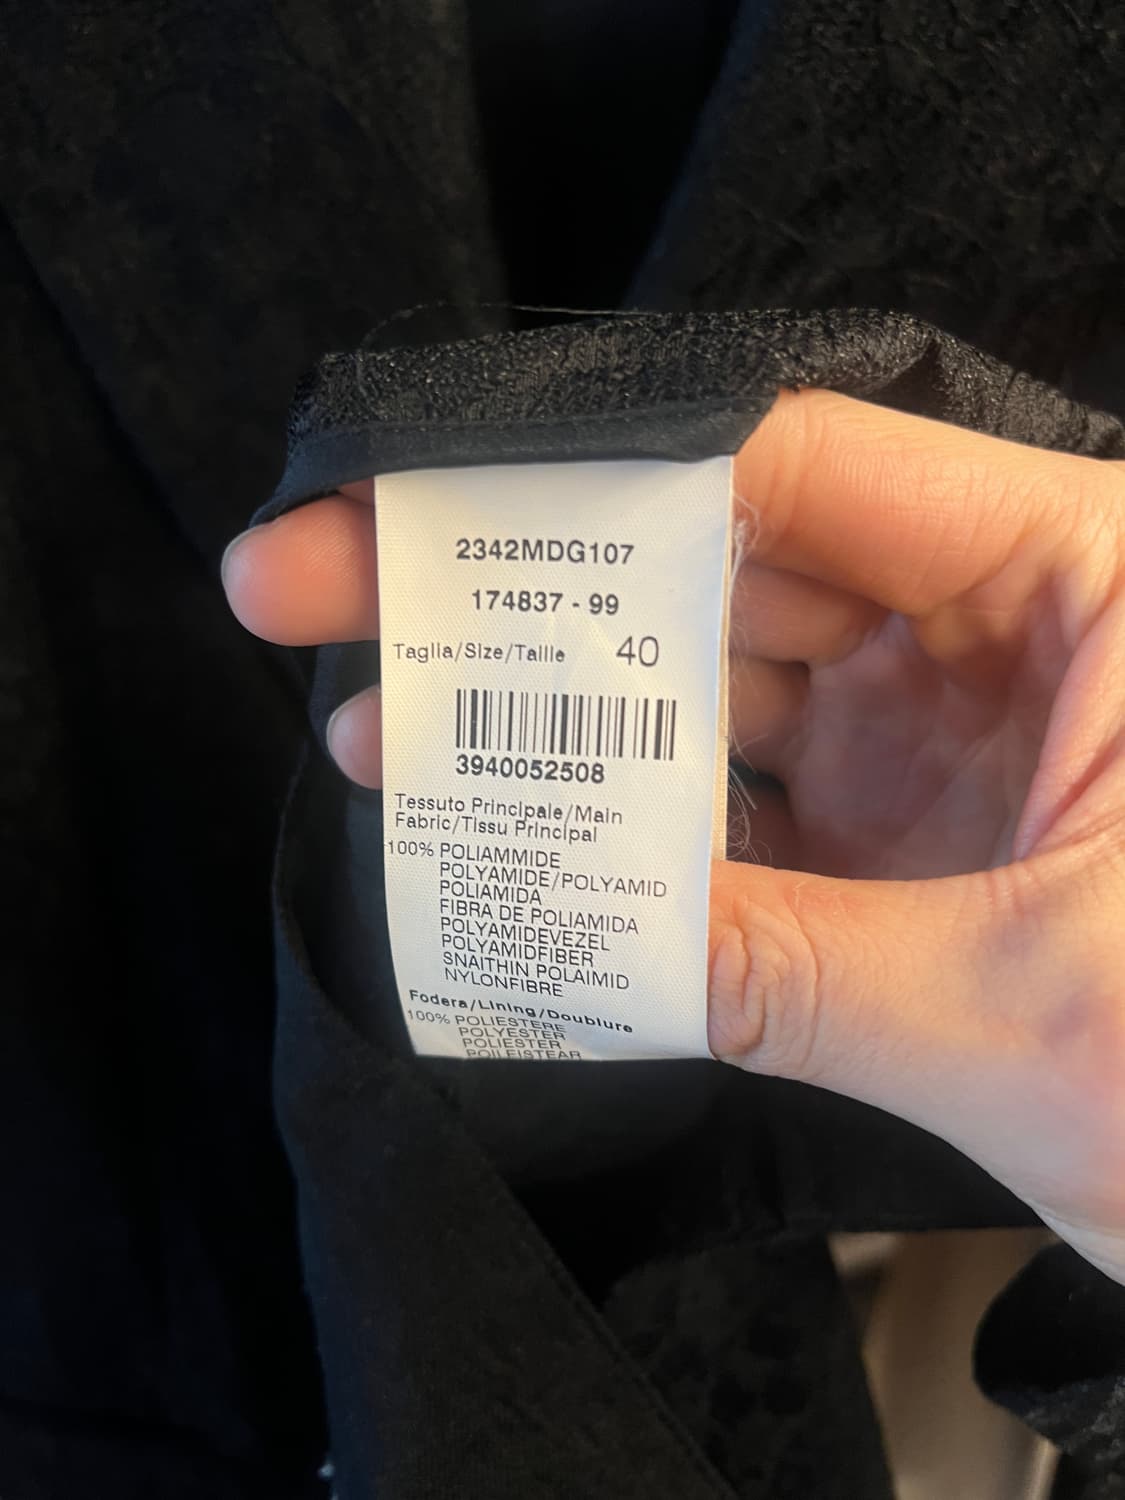 2342MDG107
174837 - 99
Taglia/Size/Taille 40
3940052508
Tessuto Principale/Main
Fabric/Tissu Principal
100% POLIAMMIDE
POLYAMIDE/POLYAMID
POLIAMIDA
FIBRA DE POLIAMIDA
POLYAMIDEVEZEL
POLYAMIDFIBER
SNAITHIN POLAIMID
NYLONFIBRE
Fodera/Lining/Doublure
100% POLIESTERE
POLYESTER
POLIESTER
POILEISTEAR